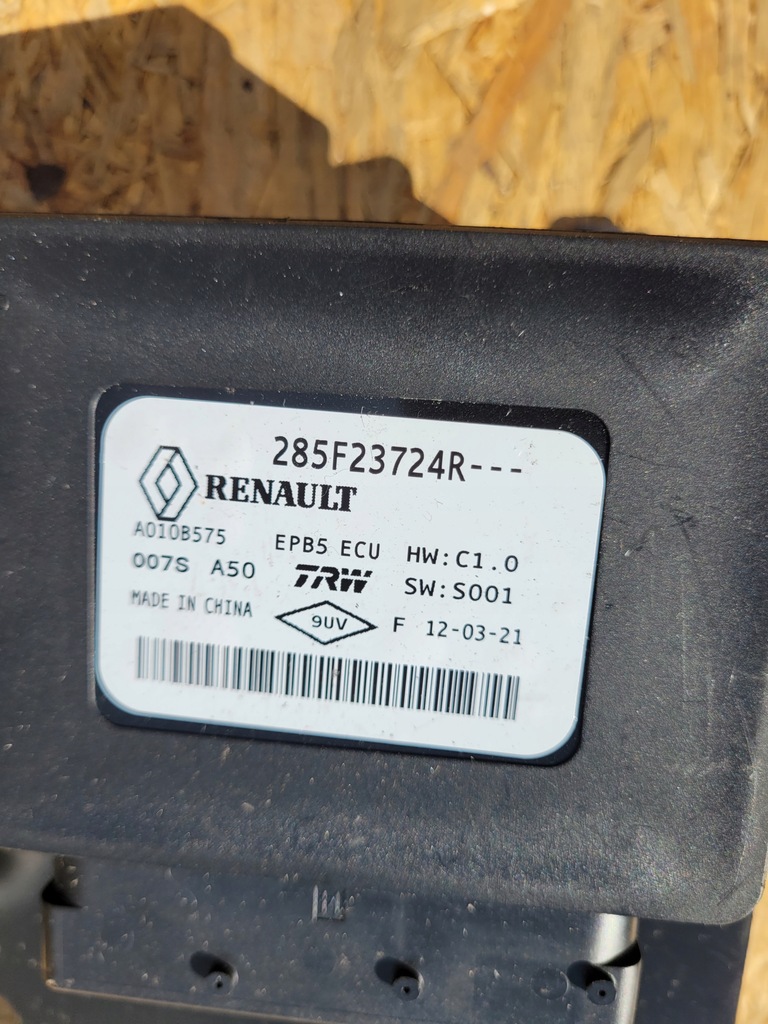 285F23724R---
RENAULT
A010B575
EPB5 ECU HW:C1.0
007S A50 TRW SW:S001
MADE IN CHINA 9UV F 12-03-21